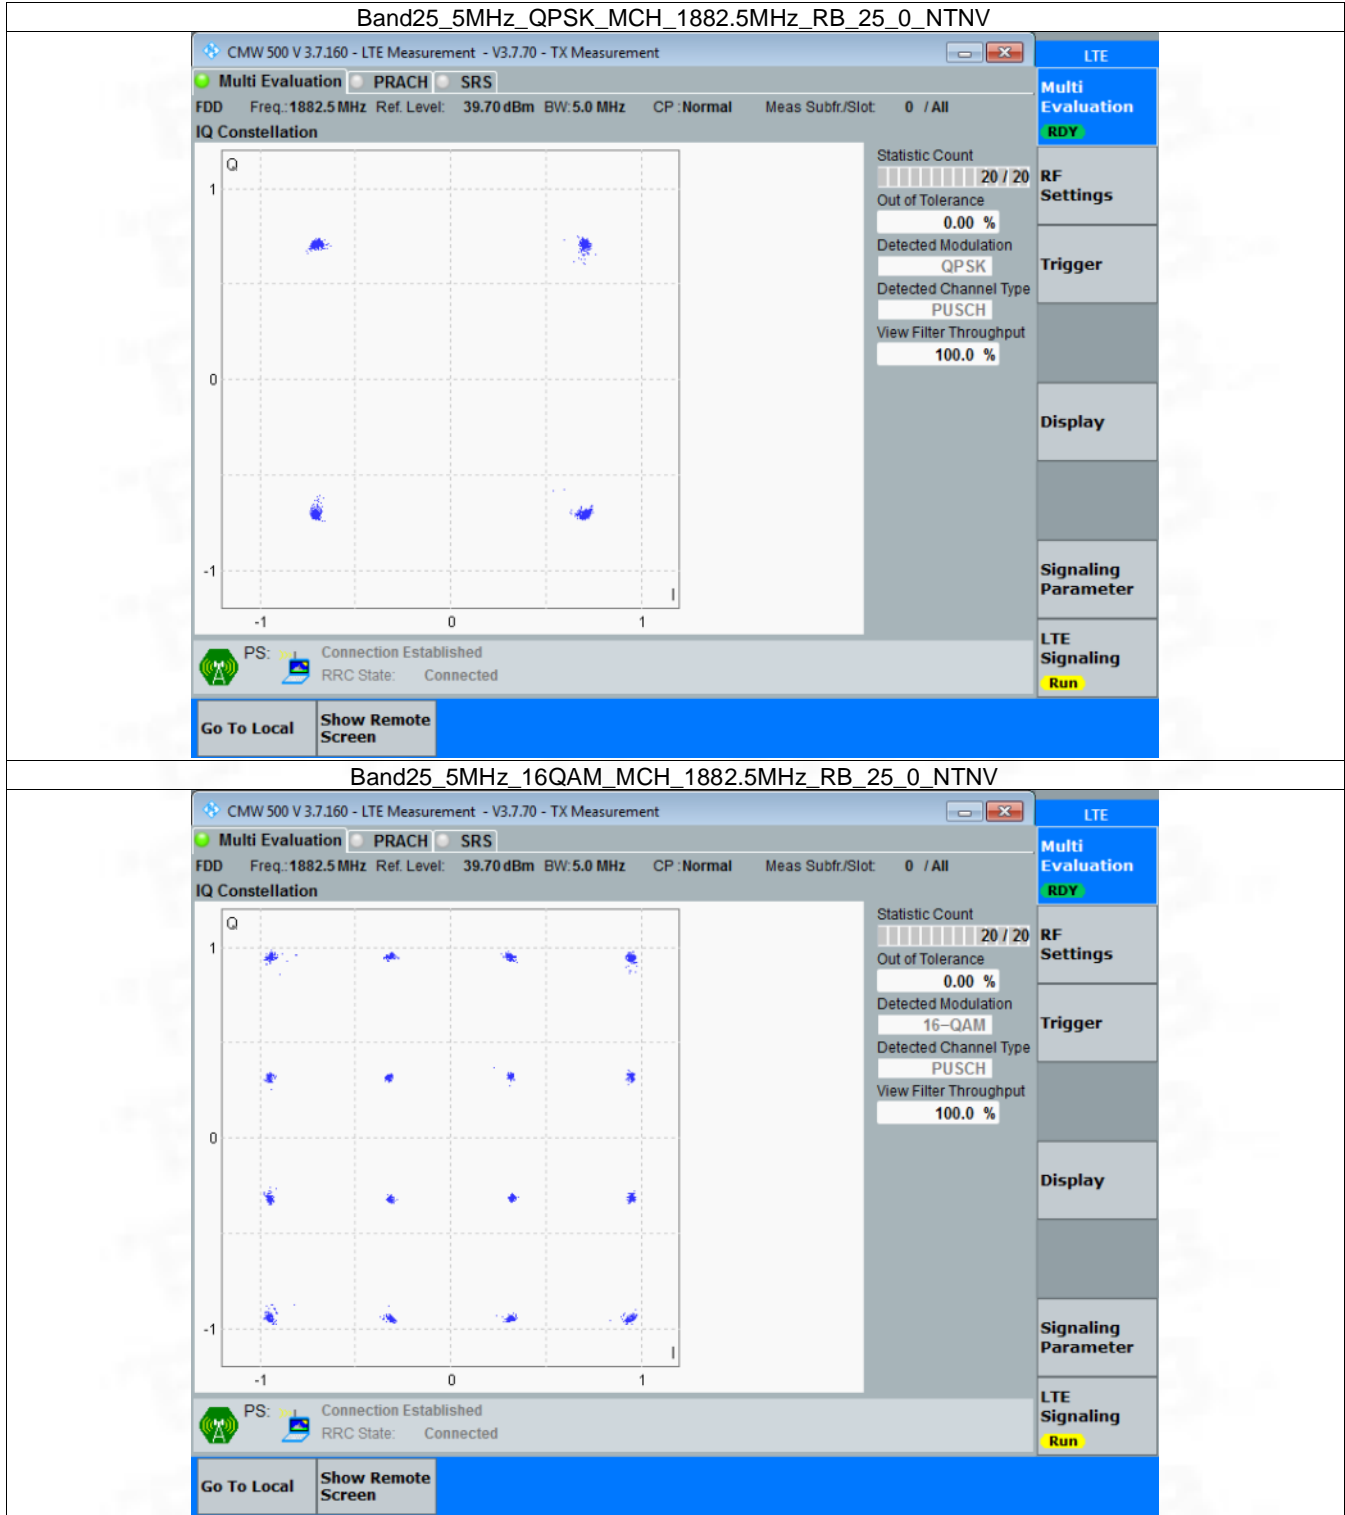 Band25_5MHz_QPSK_MCH_1882.5MHz_RB_25_0_NTNV
CMW 500 V 3.7.160 - LTE Measurement - V3.7.70 - TX Measurement
LTE
Multi Evaluation PRACH SRS
Multi
Evaluation
RDY
FDD Freq.:1882.5 MHz Ref. Level: 39.70 dBm BW:5.0 MHz CP :Normal Meas Subfr./Slot: 0 / All
IQ Constellation
Q
1
0
-1
I
-1 0 1
Statistic Count
20 / 20
Out of Tolerance
0.00 %
Detected Modulation
QPSK
Detected Channel Type
PUSCH
View Filter Throughput
100.0 %
RF
Settings
Trigger
Display
Signaling
Parameter
LTE
Signaling
Run
PS: Connection Established
RRC State: Connected
Go To Local
Show Remote
Screen
Band25_5MHz_16QAM_MCH_1882.5MHz_RB_25_0_NTNV
CMW 500 V 3.7.160 - LTE Measurement - V3.7.70 - TX Measurement
LTE
Multi Evaluation PRACH SRS
Multi
Evaluation
RDY
FDD Freq.:1882.5 MHz Ref. Level: 39.70 dBm BW:5.0 MHz CP :Normal Meas Subfr./Slot: 0 / All
IQ Constellation
Q
1
0
-1
I
-1 0 1
Statistic Count
20 / 20
Out of Tolerance
0.00 %
Detected Modulation
16-QAM
Detected Channel Type
PUSCH
View Filter Throughput
100.0 %
RF
Settings
Trigger
Display
Signaling
Parameter
LTE
Signaling
Run
PS: Connection Established
RRC State: Connected
Go To Local
Show Remote
Screen